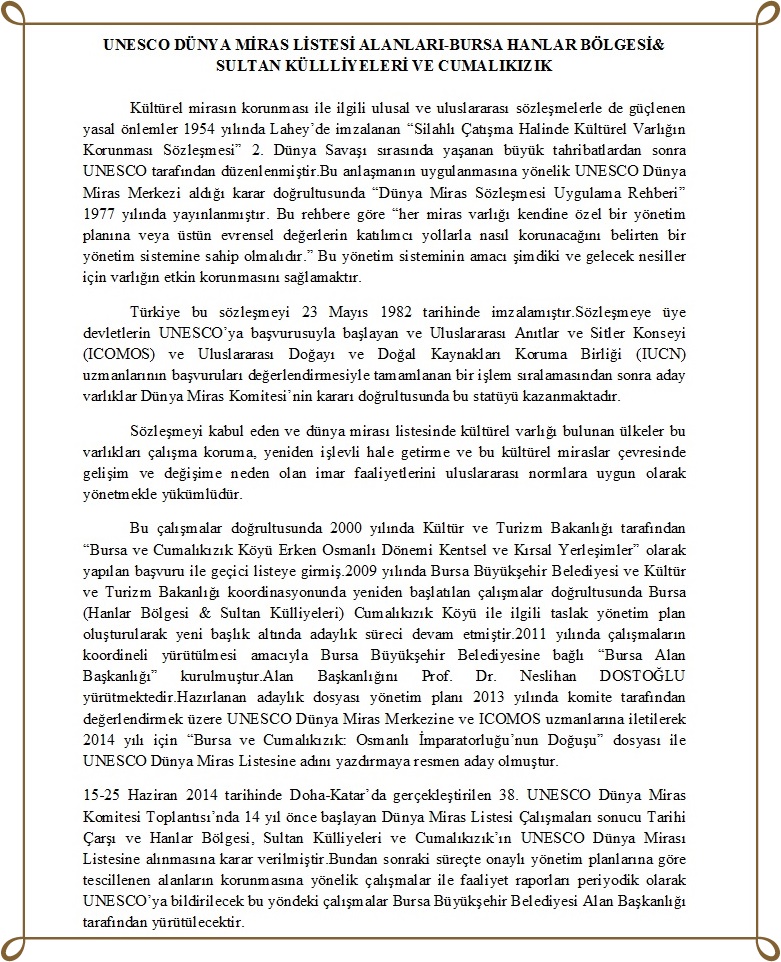 UNESCO DÜNYA MİRAS LİSTESİ ALANLARI-BURSA HANLAR BÖLGESİ&
SULTAN KÜLLLİYELERİ VE CUMALIKIZIK
Kültürel mirasın korunması ile ilgili ulusal ve uluslararası sözleşmelerle de güçlenen
yasal önlemler 1954 yılında Lahey’de imzalanan “Silahlı Çatışma Halinde Kültürel Varlığın
Korunması Sözleşmesi” 2. Dünya Savaşı sırasında yaşanan büyük tahribatlardan sonra
UNESCO tarafından düzenlenmiştir.Bu anlaşmanın uygulanmasına yönelik UNESCO Dünya
Miras Merkezi aldığı karar doğrultusunda “Dünya Miras Sözleşmesi Uygulama Rehberi”
1977 yılında yayınlanmıştır. Bu rehbere göre “her miras varlığı kendine özel bir yönetim
planına veya üstün evrensel değerlerin katılımcı yollarla nasıl korunacağını belirten bir
yönetim sistemine sahip olmalıdır.” Bu yönetim sisteminin amacı şimdiki ve gelecek nesiller
için varlığın etkin korunmasını sağlamaktır.
Türkiye bu sözleşmeyi 23 Mayıs 1982 tarihinde imzalamıştır.Sözleşmeye üye
devletlerin UNESCO’ya başvurusuyla başlayan ve Uluslararası Anıtlar ve Sitler Konseyi
(ICOMOS) ve Uluslararası Doğayı ve Doğal Kaynakları Koruma Birliği (IUCN)
uzmanlarının başvuruları değerlendirmesiyle tamamlanan bir işlem sıralamasından sonra aday
varlıklar Dünya Miras Komitesi’nin kararı doğrultusunda bu statüyü kazanmaktadır.
Sözleşmeyi kabul eden ve dünya mirası listesinde kültürel varlığı bulunan ülkeler bu
varlıkları çalışma koruma, yeniden işlevli hale getirme ve bu kültürel miraslar çevresinde
gelişim ve değişime neden olan imar faaliyetlerini uluslararası normlara uygun olarak
yönetmekle yükümlüdür.
Bu çalışmalar doğrultusunda 2000 yılında Kültür ve Turizm Bakanlığı tarafından
“Bursa ve Cumalıkızık Köyü Erken Osmanlı Dönemi Kentsel ve Kırsal Yerleşimler” olarak
yapılan başvuru ile geçici listeye girmiş.2009 yılında Bursa Büyükşehir Belediyesi ve Kültür
ve Turizm Bakanlığı koordinasyonunda yeniden başlatılan çalışmalar doğrultusunda Bursa
(Hanlar Bölgesi & Sultan Külliyeleri) Cumalıkızık Köyü ile ilgili taslak yönetim plan
oluşturularak yeni başlık altında adaylık süreci devam etmiştir.2011 yılında çalışmaların
koordineli yürütülmesi amacıyla Bursa Büyükşehir Belediyesine bağlı “Bursa Alan
Başkanlığı” kurulmuştur.Alan Başkanlığını Prof. Dr. Neslihan DOSTOĞLU
yürütmektedir.Hazırlanan adaylık dosyası yönetim planı 2013 yılında komite tarafından
değerlendirmek üzere UNESCO Dünya Miras Merkezine ve ICOMOS uzmanlarına iletilerek
2014 yılı için “Bursa ve Cumalıkızık: Osmanlı İmparatorluğu’nun Doğuşu” dosyası ile
UNESCO Dünya Miras Listesine adını yazdırmaya resmen aday olmuştur.
15-25 Haziran 2014 tarihinde Doha-Katar’da gerçekleştirilen 38. UNESCO Dünya Miras
Komitesi Toplantısı’nda 14 yıl önce başlayan Dünya Miras Listesi Çalışmaları sonucu Tarihi
Çarşı ve Hanlar Bölgesi, Sultan Külliyeleri ve Cumalıkızık’ın UNESCO Dünya Mirası
Listesine alınmasına karar verilmiştir.Bundan sonraki süreçte onaylı yönetim planlarına göre
tescillenen alanların korunmasına yönelik çalışmalar ile faaliyet raporları periyodik olarak
UNESCO’ya bildirilecek bu yöndeki çalışmalar Bursa Büyükşehir Belediyesi Alan Başkanlığı
tarafından yürütülecektir.